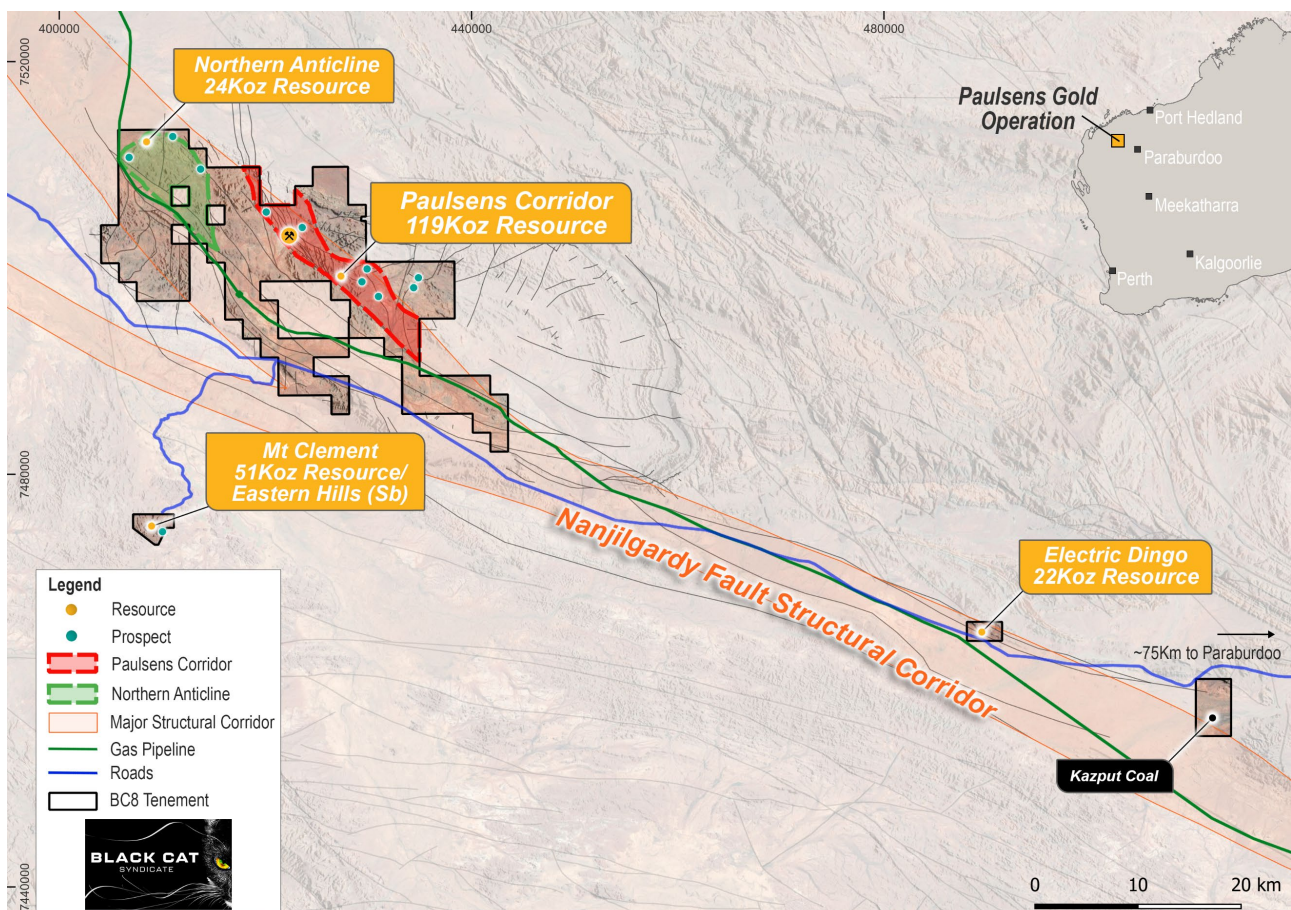 400000
440000
480000
7520000
7480000
7440000
Northern Anticline
24Koz Resource
Paulsens Corridor
119Koz Resource
Mt Clement
51Koz Resource/
Eastern Hills (Sb)
Nanjilgardy Fault Structural Corridor
Electric Dingo
22Koz Resource
~75Km to Paraburdoo
Kazput Coal
Paulsens Gold
Operation
Port Hedland
Paraburdoo
Meekatharra
Kalgoorlie
Perth
Legend
Resource
Prospect
Paulsens Corridor
Northern Anticline
Major Structural Corridor
Gas Pipeline
Roads
BC8 Tenement
BLACK CAT
SYNDICATE
0 10 20 km